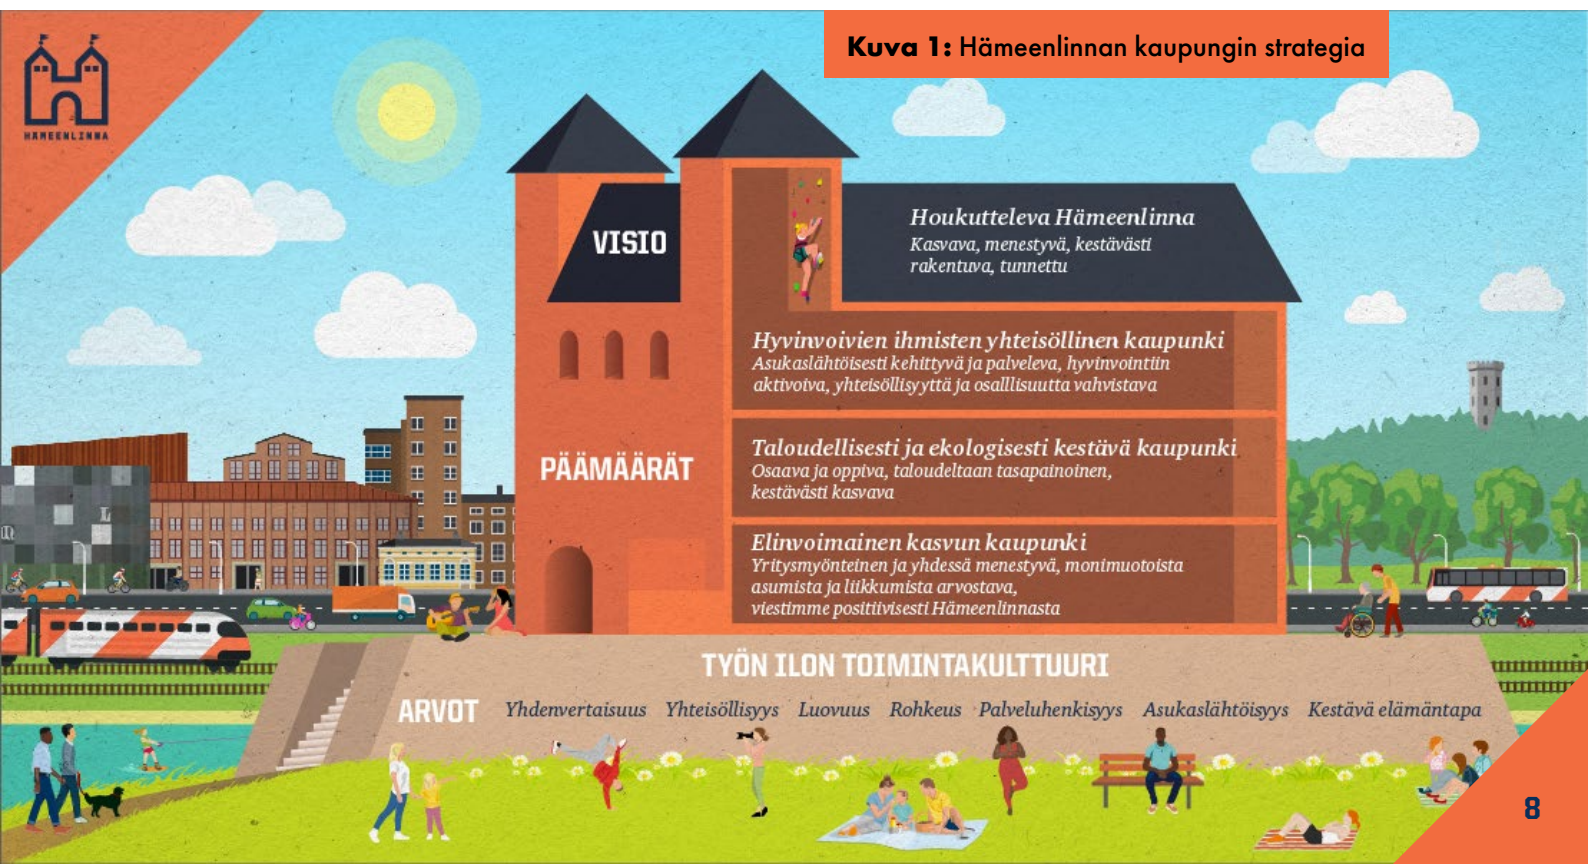 Kuva 1: Hämeenlinnan kaupungin strategia
HÄMEENLINNA
VISIO
Houkutteleva Hämeenlinna
Kasvava, menestyvä, kestävästi
rakentuva, tunnettu
PÄÄMÄÄRÄT
Hyvinvoivien ihmisten yhteisöllinen kaupunki
Asukaslähtöisesti kehittyvä ja palveleva, hyvinvointiin
aktivoiva, yhteisöllisyyttä ja osalllisuutta vahvistava
Taloudellisesti ja ekologisesti kestävä kaupunki
Osaava ja oppiva, taloudeltaan tasapainoinen,
kestävästi kasvava
Elinvoimainen kasvun kaupunki
Yritysmyönteinen ja yhdessä menestyvä, monimuotoista
asumista ja liikkumista arvostava,
viestimme positiivisesti Hämeenlinnasta
TYÖN ILON TOIMINTAKULTTUURI
ARVOT Yhdenvertaisuus Yhteisöllisyys Luovuus Rohkeus Palveluhenkisyys Asukaslähtöisyys Kestävä elämäntapa
8